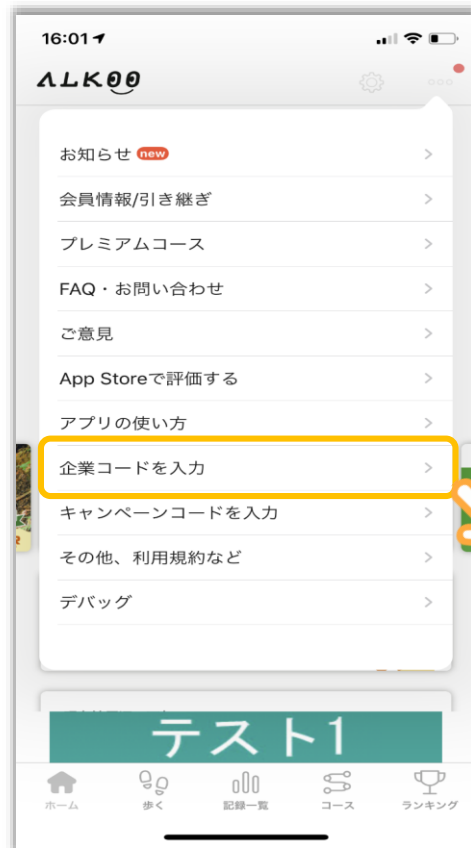 16:01
ALKOO
お知らせ new
会員情報/引き継ぎ
プレミアムコース
FAQ・お問い合わせ
ご意見
App Storeで評価する
アプリの使い方
企業コードを入力
キャンペーンコードを入力
その他、利用規約など
デバッグ
テスト1
ホーム
歩く
記録一覧
コース
ランキング